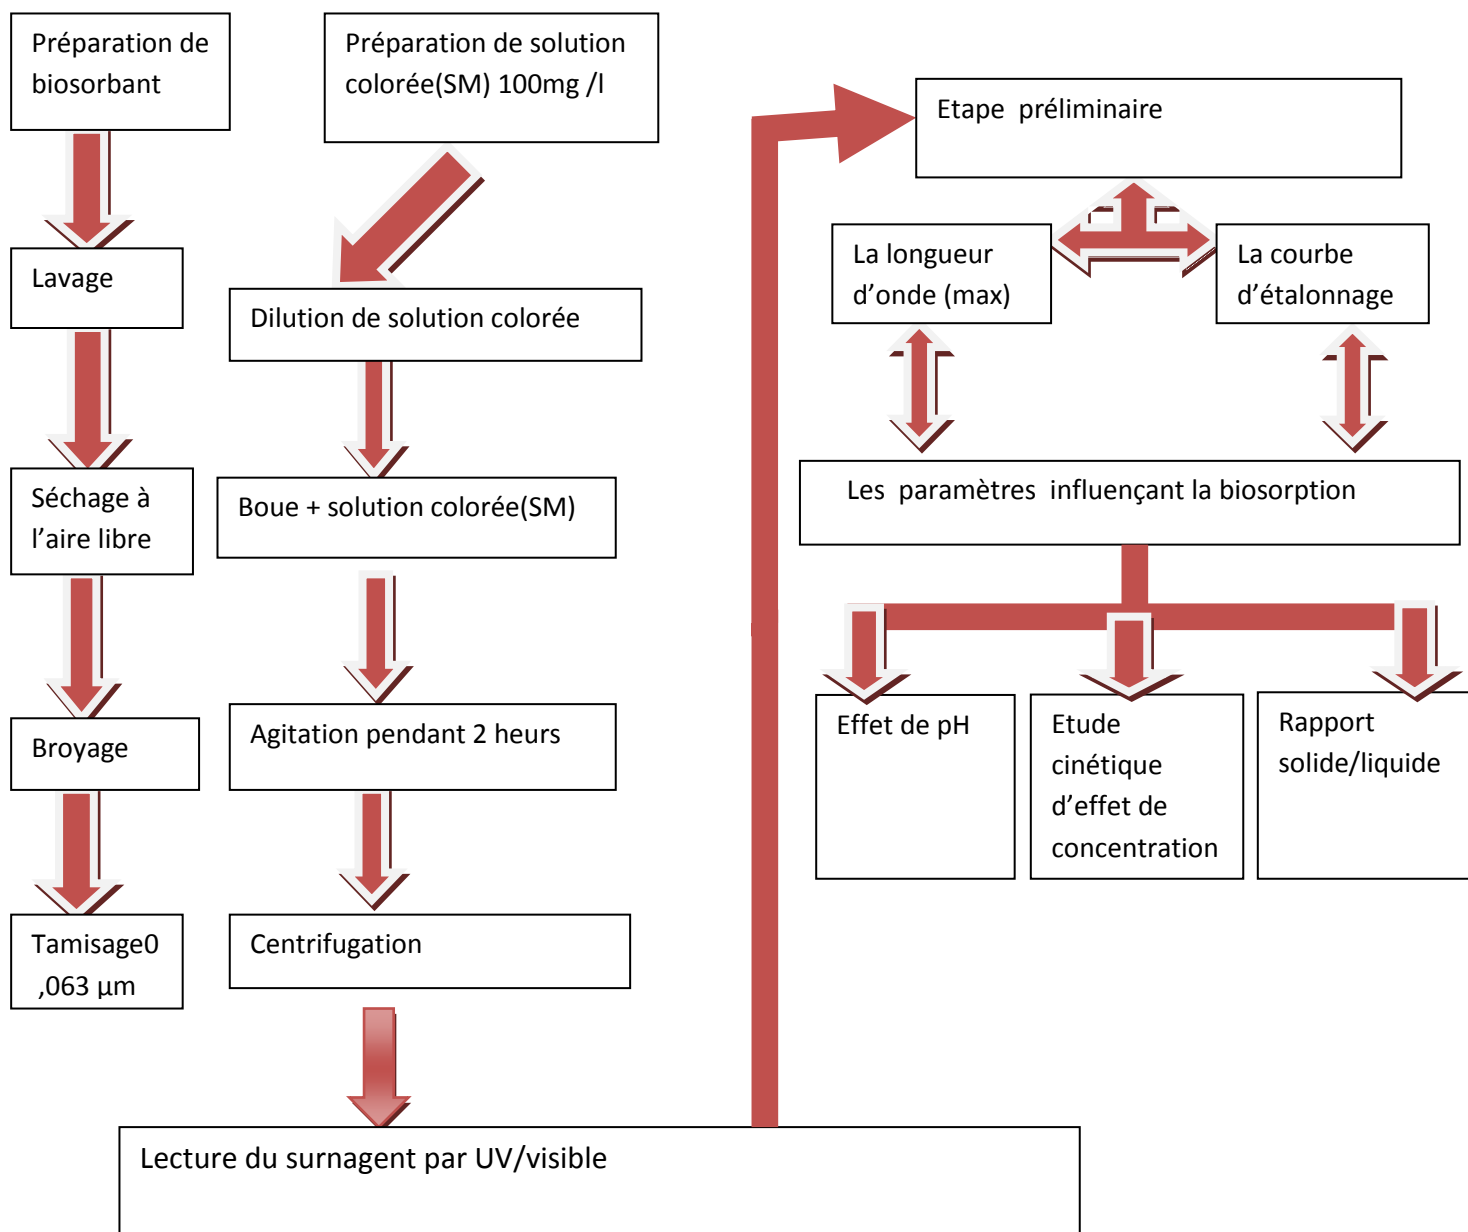 Préparation de
biosorbant
Lavage
Séchage à
l’aire libre
Broyage
Tamisage0
,063 µm
Préparation de solution
colorée(SM) 100mg /l
Dilution de solution colorée
Boue + solution colorée(SM)
Agitation pendant 2 heurs
Centrifugation
Lecture du surnagent par UV/visible
Etape  préliminaire
La longueur
d’onde (max)
La courbe
d’étalonnage
Les  paramètres  influençant la biosorption
Effet de pH
Etude
cinétique
d’effet de
concentration
Rapport
solide/liquide